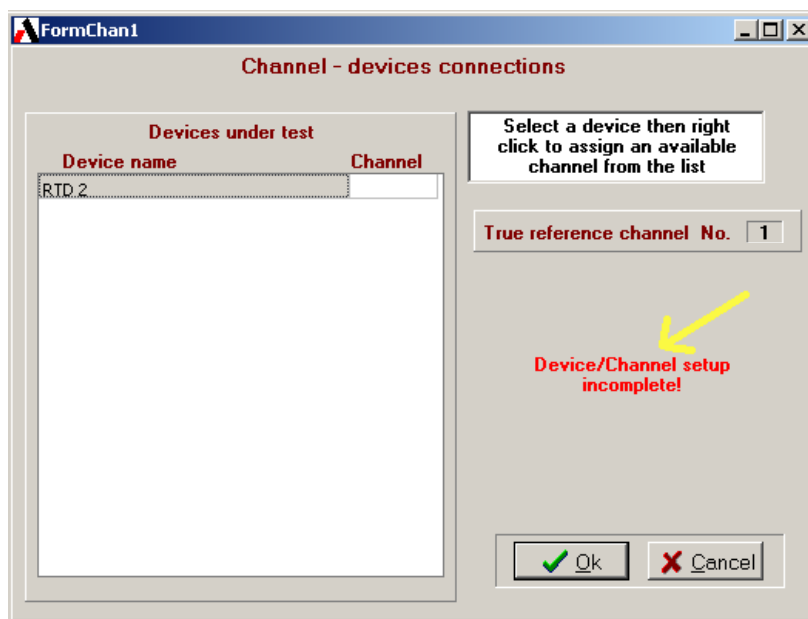 FormChan1
Channel - devices connections
Devices under test
Device name Channel
RTD 2
Select a device then right
click to assign an available
channel from the list
True reference channel No. 1
Device/Channel setup
incomplete!
Ok Cancel